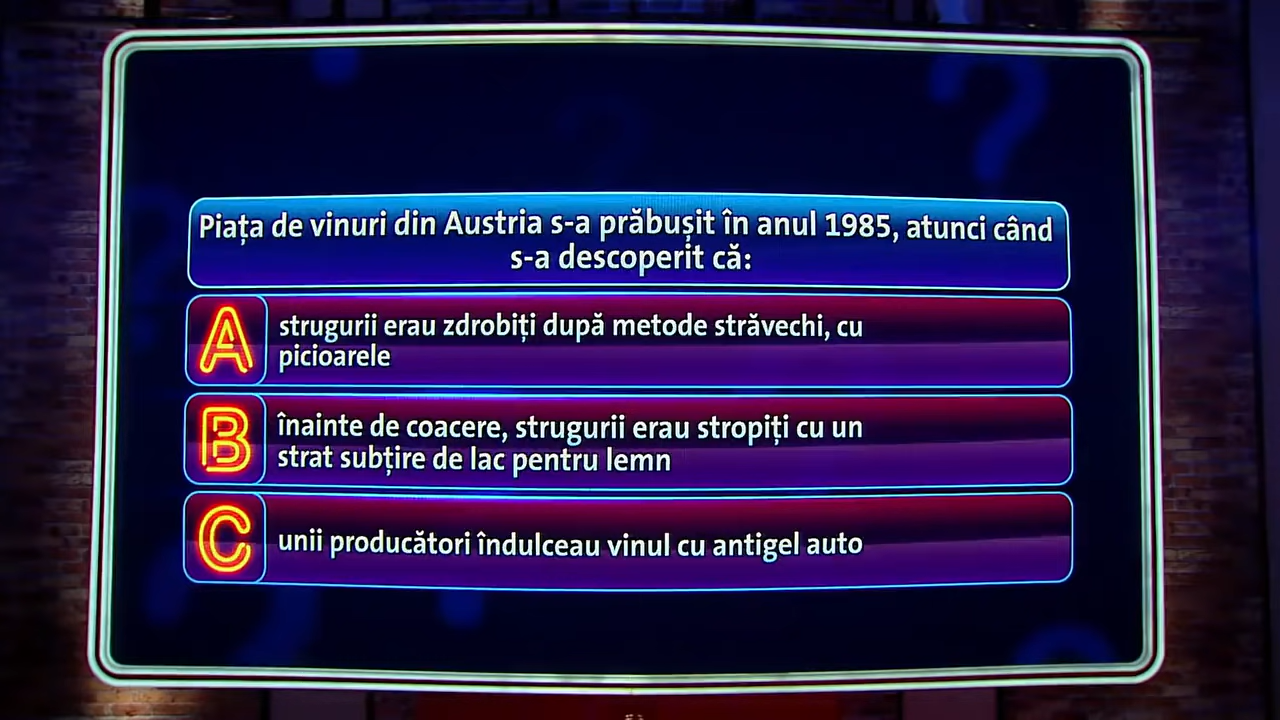 Piața de vinuri din Austria s-a prăbușit în anul 1985, atunci când
s-a descoperit că:
A
strugurii erau zdrobiți după metode străvechi, cu
picioarele
B
înainte de coacere, strugurii erau stropiți cu un
strat subțire de lac pentru lemn
C
unii producători îndulceau vinul cu antigel auto